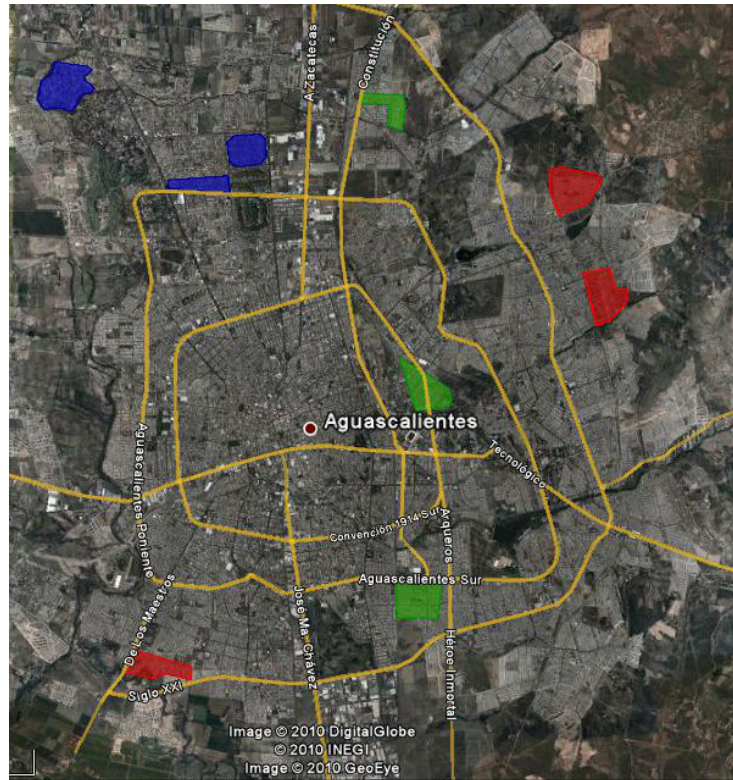 A Zacatecas
Constitución
Aguascalientes
Tecnológico
Aguascalientes Poniente
Convención 1914 Sur
Arqueros
Aguascalientes Sur
De Los Maestros
José Ma. Chávez
Héroe Inmortal
Siglo XXI
Image © 2010 DigitalGlobe
© 2010 INEGI
Image © 2010 GeoEye